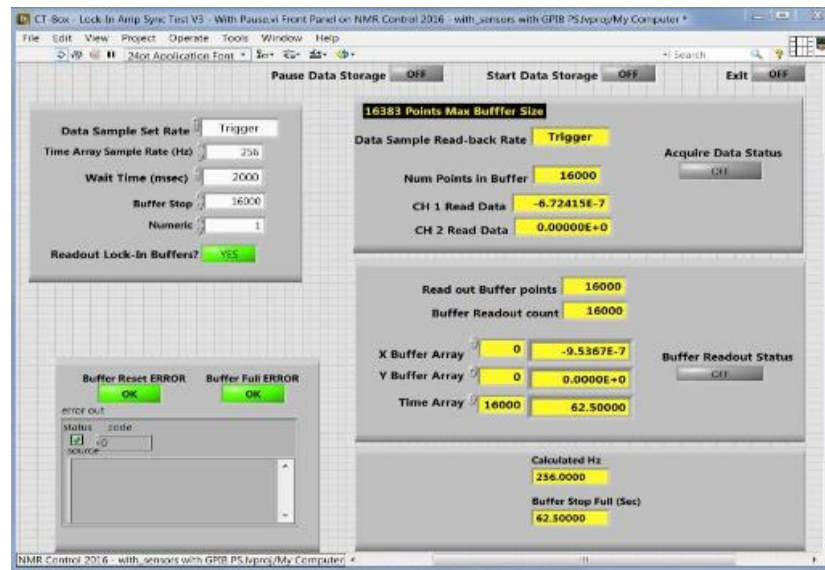 CT-Box - Lock In Amp Sync Test V3 - With Pause.vi Front Panel on NMR Control 2016 - with_sensors with GPIB PS.lvproj/My Computer *
File Edit View Project Operate Tools Window Help
24pt Application Font
Search
Pause Data Storage OFF Start Data Storage OFF Exit OFF
Data Sample Set Rate Trigger
Time Array Sample Rate (Hz) 256
Wait Time (msec) 2000
Buffer Stop 16000
Numeric 1
Readout Lock-In Buffers? YES
16383 Points Max Bufffer Size
Data Sample Read-back Rate Trigger
Num Points in Buffer 16000
CH 1 Read Data -6.72415E-7
CH 2 Read Data 0.00000E+0
Acquire Data Status
OFF
Read out Buffer points 16000
Buffer Readout count 16000
X Buffer Array 0 -9.5367E-7
Y Buffer Array 0 0.0000E+0
Time Array 16000 62.50000
Buffer Readout Status
OFF
Buffer Reset ERROR Buffer Full ERROR
OK OK
error out
status code
0
source
Calculated Hz
256.0000
Buffer Stop Full (Sec)
62.50000
NMR Control 2016 - with_sensors with GPIB PS.lvproj/My Computer